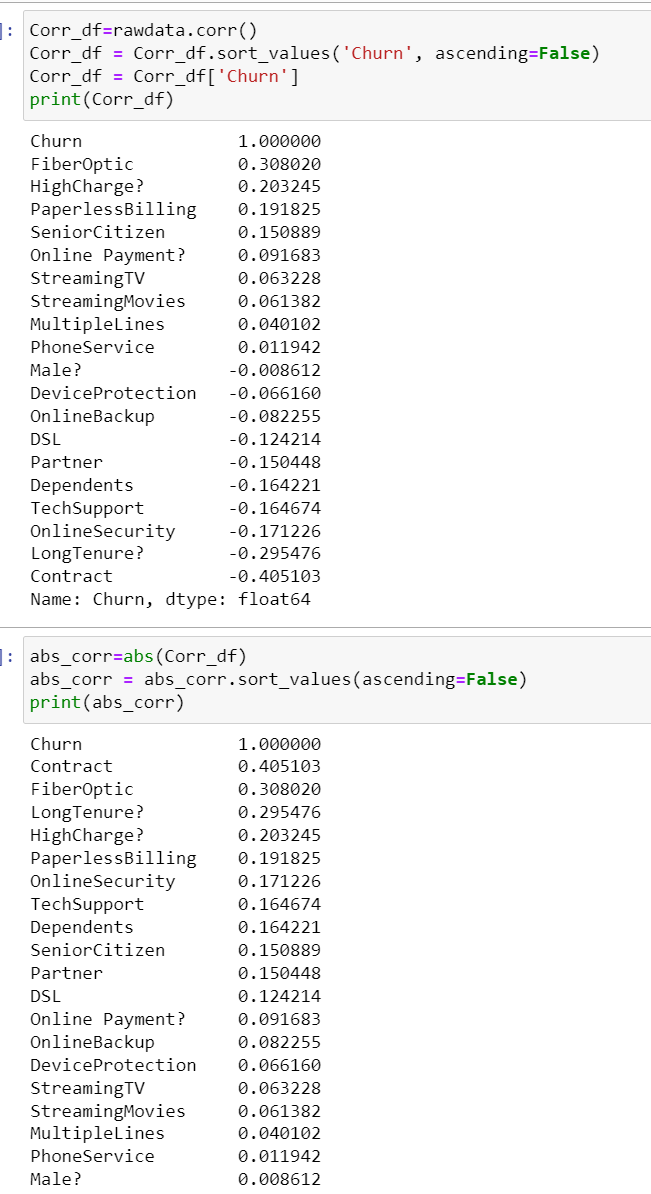 ]: Corr_df=rawdata.corr()
Corr_df = Corr_df.sort_values('Churn', ascending=False)
Corr_df = Corr_df['Churn']
print(Corr_df)
Churn 1.000000
FiberOptic 0.308020
HighCharge? 0.203245
PaperlessBilling 0.191825
SeniorCitizen 0.150889
Online Payment? 0.091683
StreamingTV 0.063228
StreamingMovies 0.061382
MultipleLines 0.040102
PhoneService 0.011942
Male? -0.008612
DeviceProtection -0.066160
OnlineBackup -0.082255
DSL -0.124214
Partner -0.150448
Dependents -0.164221
TechSupport -0.164674
OnlineSecurity -0.171226
LongTenure? -0.295476
Contract -0.405103
Name: Churn, dtype: float64
]: abs_corr=abs(Corr_df)
abs_corr = abs_corr.sort_values(ascending=False)
print(abs_corr)
Churn 1.000000
Contract 0.405103
FiberOptic 0.308020
LongTenure? 0.295476
HighCharge? 0.203245
PaperlessBilling 0.191825
OnlineSecurity 0.171226
TechSupport 0.164674
Dependents 0.164221
SeniorCitizen 0.150889
Partner 0.150448
DSL 0.124214
Online Payment? 0.091683
OnlineBackup 0.082255
DeviceProtection 0.066160
StreamingTV 0.063228
StreamingMovies 0.061382
MultipleLines 0.040102
PhoneService 0.011942
Male? 0.008612